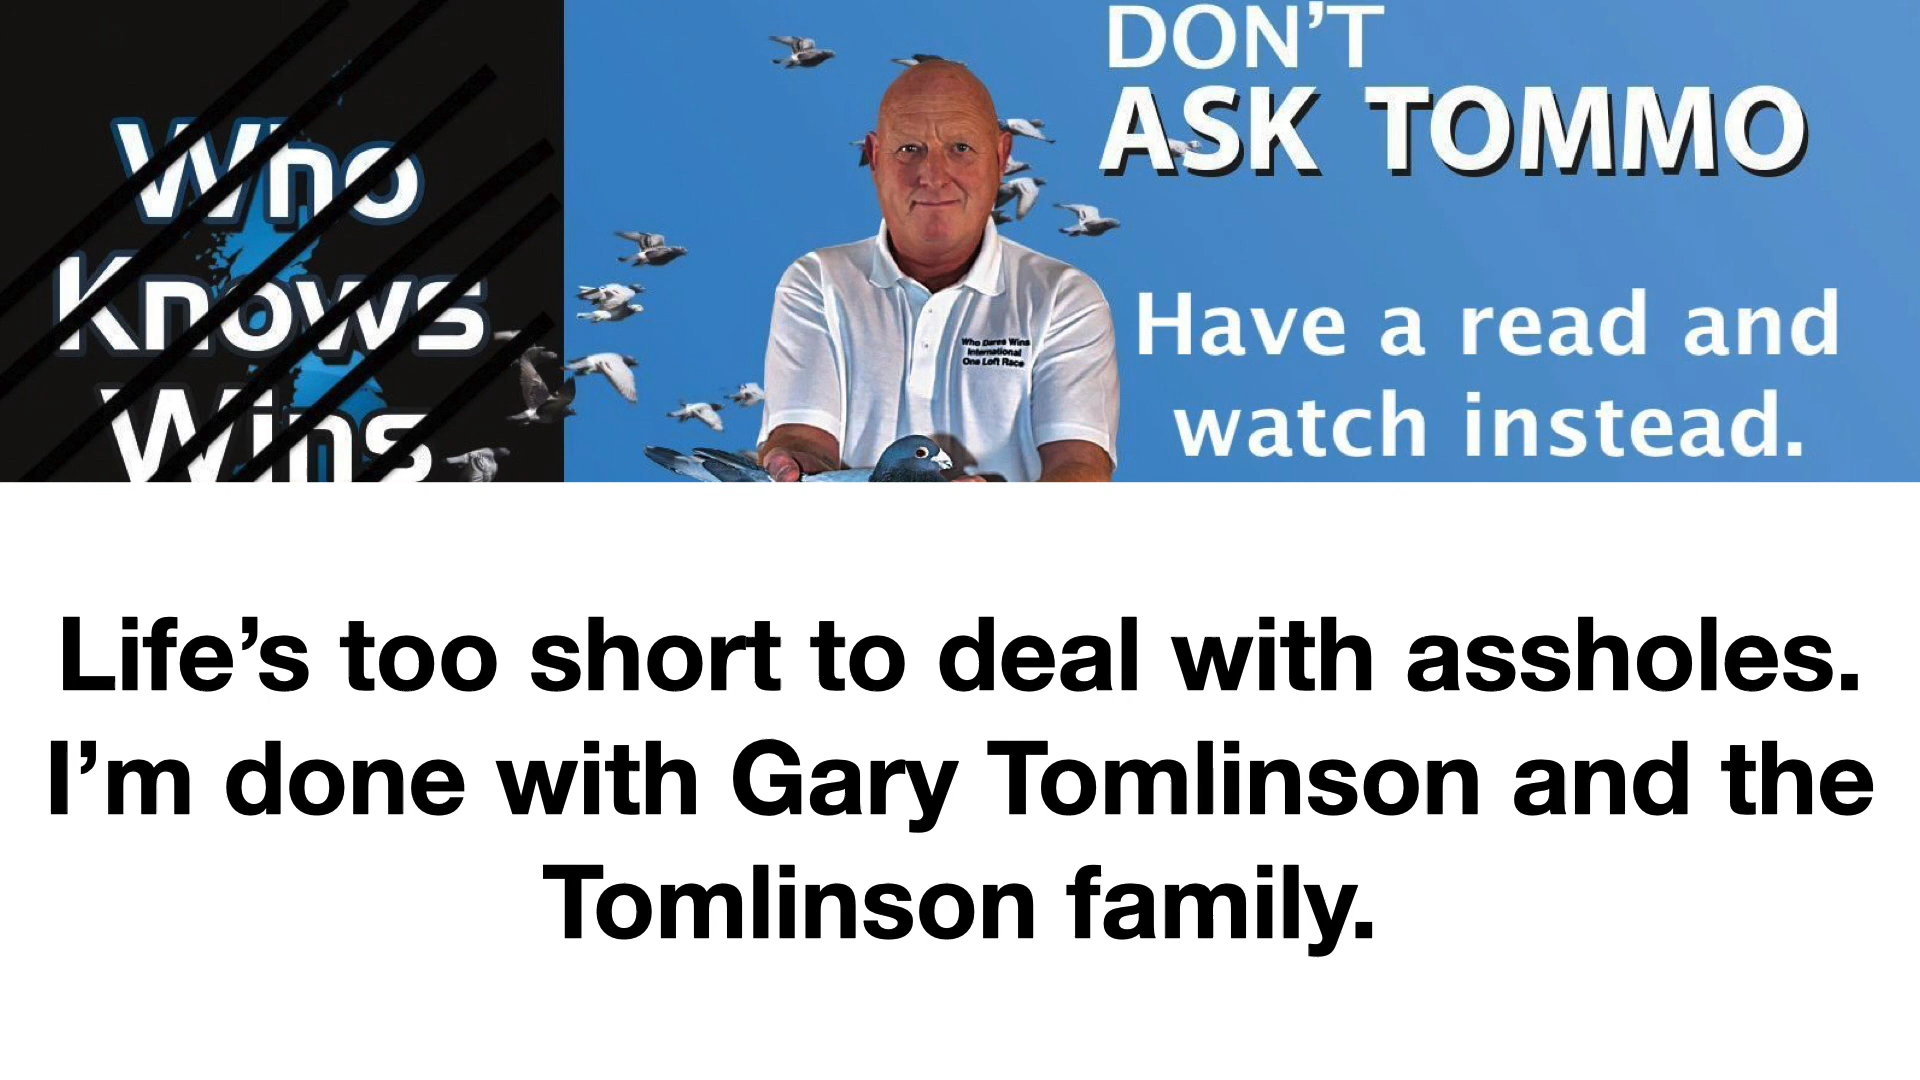 Who
Knows
Wins
DON’T
ASK TOMMO
Have a read and
watch instead.
Who Dares Wins
International
One Loft Race
Life’s too short to deal with assholes.
I’m done with Gary Tomlinson and the
Tomlinson family.